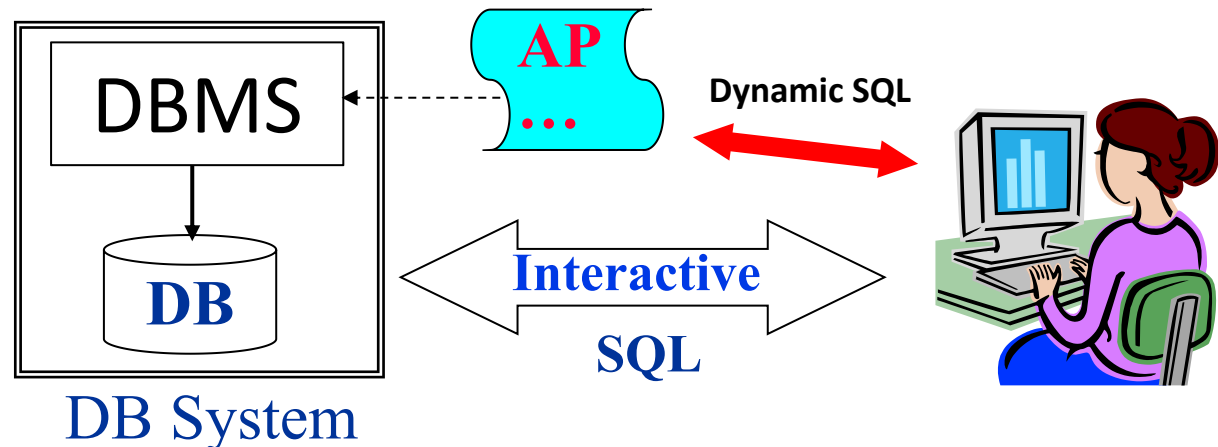 DBMS
DB
DB System
AP
...
Dynamic SQL
Interactive
SQL